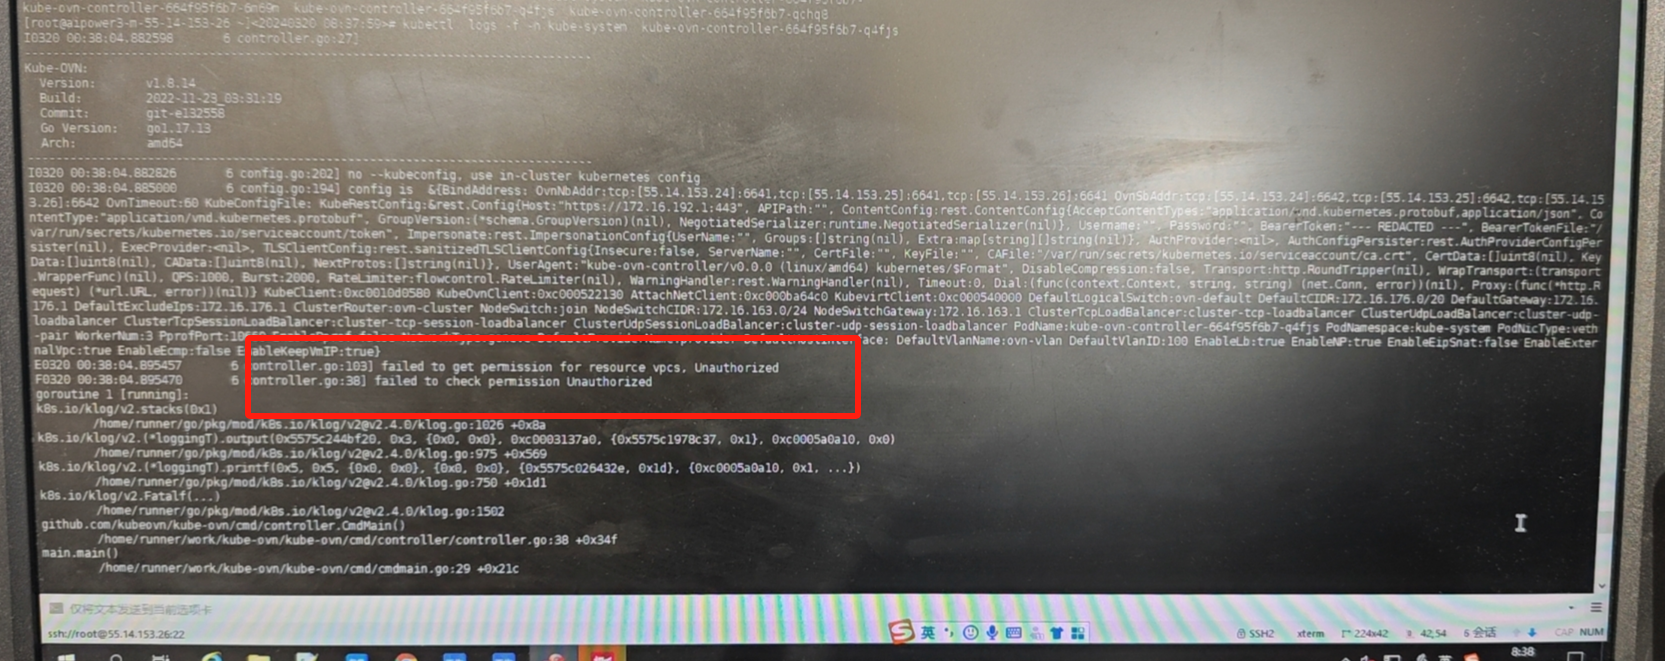 kube-ovn-controller-664f95f6b7-6m69m kube-ovn-controller-664f95f6b7-q4fjs kube-ovn-controller-664f95f6b7-qchq8
[root@aipower3-m-55-14-153-26 ~]<20240320 08:37:59># kubectl logs -n kube-system kube-ovn-controller-664f95f6b7-q4fjs
I0320 00:38:04.882598 6 controller.go:27]
Kube-OVN:
Version: v1.8.14
Build: 2022-11-23_03:31:19
Commit: git-e132558
Go Version: go1.17.13
Arch: amd64
I0320 00:38:04.882826 6 config.go:202] no --kubeconfig, use in-cluster kubernetes config
I0320 00:38:04.885000 6 config.go:194] config is &{BindAddress: OvnNbAddr:tcp:[55.14.153.24]:6641,tcp:[55.14.153.25]:6641,tcp:[55.14.153.26]:6641 OvnSbAddr:tcp:[55.14.153.24]:6642,tcp:[55.14.153.25]:6642,tcp:[55.14.15
3.26]:6642 OvnTimeout:60 KubeConfigFile: KubeRestConfig:&rest.Config{Host:"https://172.16.192.1:443", APIPath:"", ContentConfig:rest.ContentConfig{AcceptContentTypes:"application/vnd.kubernetes.protobuf,application/json", Co
ntentType:"application/vnd.kubernetes.protobuf", GroupVersion:(*schema.GroupVersion)(nil), NegotiatedSerializer:runtime.NegotiatedSerializer(nil)}, Username:"", Password:"", BearerToken:"--- REDACTED ---", BearerTokenFile:"/
var/run/secrets/kubernetes.io/serviceaccount/token", Impersonate:rest.ImpersonationConfig{UserName:"", Groups:[]string(nil), Extra:map[string][]string(nil)}, AuthProvider:<nil>, AuthConfigPersister:rest.AuthProviderConfigPer
sister(nil), ExecProvider:<nil>, TLSClientConfig:rest.sanitizedTLSClientConfig{Insecure:false, ServerName:"", CertFile:"", KeyFile:"", CAFile:"/var/run/secrets/kubernetes.io/serviceaccount/ca.crt", CertData:[]uint8(nil), Key
Data:[]uint8(nil), CAData:[]uint8(nil), NextProtos:[]string(nil)}, UserAgent:"kube-ovn-controller/v0.0.0 (linux/amd64) kubernetes/$Format", DisableCompression:false, Transport:http.RoundTripper(nil), WrapTransport:(transport
.WrapperFunc)(nil), QPS:1000, Burst:2000, RateLimiter:flowcontrol.RateLimiter(nil), WarningHandler:rest.WarningHandler(nil), Timeout:0, Dial:(func(context.Context, string, string) (net.Conn, error))(nil), Proxy:(func(*http.R
equest) (*url.URL, error))(nil)} KubeClient:0xc0010d0580 KubeOvnClient:0xc000522130 AttachNetClient:0xc000ba64c0 KubevirtClient:0xc000540000 DefaultLogicalSwitch:ovn-default DefaultCIDR:172.16.176.0/20 DefaultGateway:172.16.
176.1 DefaultExcludeIps:172.16.176.1 ClusterRouter:ovn-cluster NodeSwitch:join NodeSwitchCIDR:172.16.163.0/24 NodeSwitchGateway:172.16.163.1 ClusterTcpLoadBalancer:cluster-tcp-loadbalancer ClusterUdpLoadBalancer:cluster-udp-
loadbalancer ClusterTcpSessionLoadBalancer:cluster-tcp-session-loadbalancer ClusterUdpSessionLoadBalancer:cluster-udp-session-loadbalancer PodName:kube-ovn-controller-664f95f6b7-q4fjs PodNamespace:kube-system PodNicType:veth
-pair WorkerNum:3 PprofPort: DefaultVlanName:ovn-vlan DefaultVlanID:100 EnableLb:true EnableNP:true EnableEipSnat:false EnableExter
nalVpc:true EnableEcmp:false EnableKeepVmIP:true}
E0320 00:38:04.895457 6 controller.go:103] failed to get permission for resource vpcs, Unauthorized
F0320 00:38:04.895470 6 controller.go:38] failed to check permission Unauthorized
goroutine 1 [running]:
k8s.io/klog/v2.stacks(0x1)
/home/runner/go/pkg/mod/k8s.io/klog/v2@v2.4.0/klog.go:1026 +0x8a
k8s.io/klog/v2.(*loggingT).output(0x5575c244bf20, 0x3, {0x0, 0x0}, 0xc0003137a0, {0x5575c1978c37, 0x1}, 0xc0005a0a10, 0x0)
/home/runner/go/pkg/mod/k8s.io/klog/v2@v2.4.0/klog.go:975 +0x569
k8s.io/klog/v2.(*loggingT).printf(0x5, 0x5, {0x0, 0x0}, {0x0, 0x0}, {0x5575c026432e, 0x1d}, {0xc0005a0a10, 0x1, ...})
/home/runner/go/pkg/mod/k8s.io/klog/v2@v2.4.0/klog.go:750 +0x1d1
k8s.io/klog/v2.Fatalf(...)
/home/runner/go/pkg/mod/k8s.io/klog/v2@v2.4.0/klog.go:1502
github.com/kubeovn/kube-ovn/cmd/controller.CmdMain()
/home/runner/work/kube-ovn/kube-ovn/cmd/controller/controller.go:38 +0x34f
main.main()
/home/runner/work/kube-ovn/kube-ovn/cmd/cmdmain.go:29 +0x21c
仅将文本发送到当前选项卡
ssh://root@55.14.153.26:22
英
SSH2 xterm 224x42 42,54 6 会话 CAP NUM
8:38